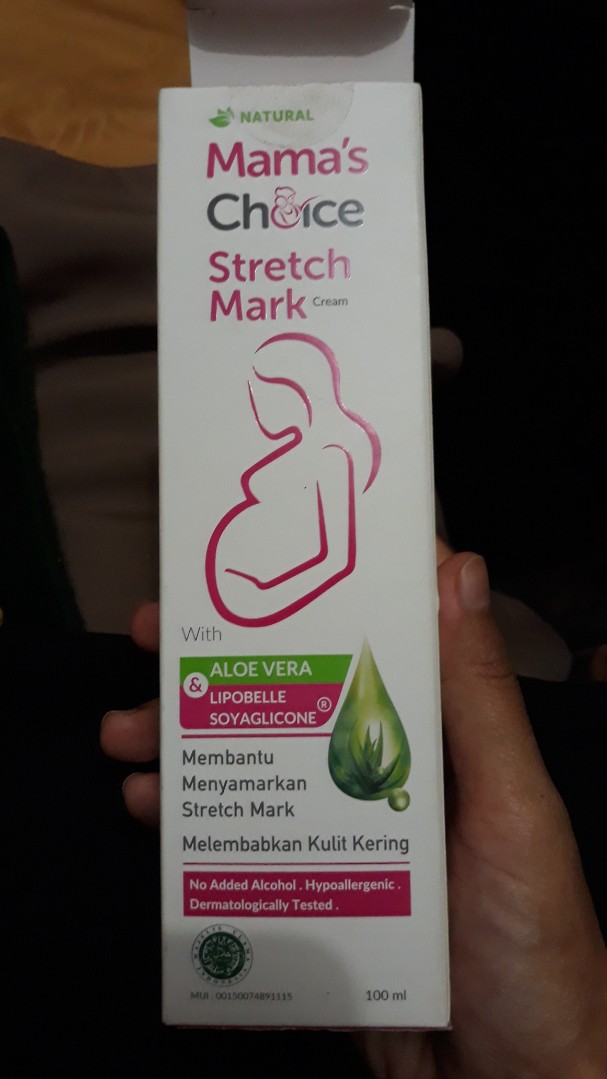 NATURAL
Mama's
Choice
Stretch
Mark Cream
With
ALOE VERA
&
LIPOBELLE
SOYAGLICONE ®
Membantu
Menyamarkan
Stretch Mark
Melembabkan Kulit Kering
No Added Alcohol . Hypoallergenic .
Dermatologically Tested .
MUI : 00150074891115
100 ml